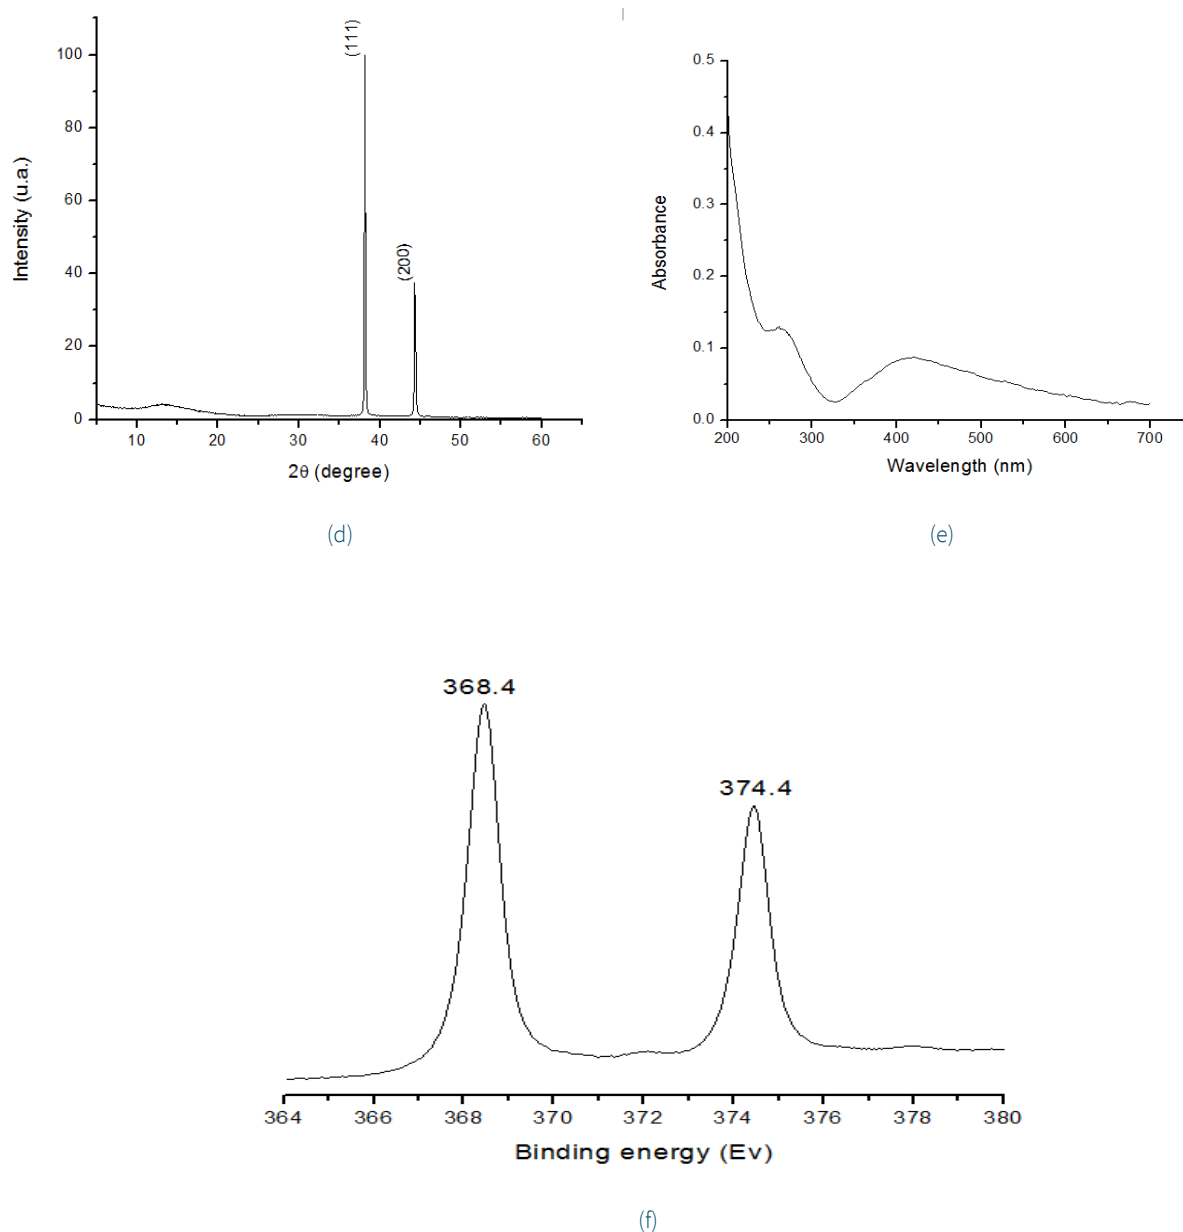 (111)
(200)
100
80
60
40
20
0
Intensity (u.a.)
10 20 30 40 50 60
2θ (degree)
(d)
0.5
0.4
0.3
0.2
0.1
0.0
Absorbance
200 300 400 500 600 700
Wavelength (nm)
(e)
368.4
374.4
364 366 368 370 372 374 376 378 380
Binding energy (Ev)
(f)